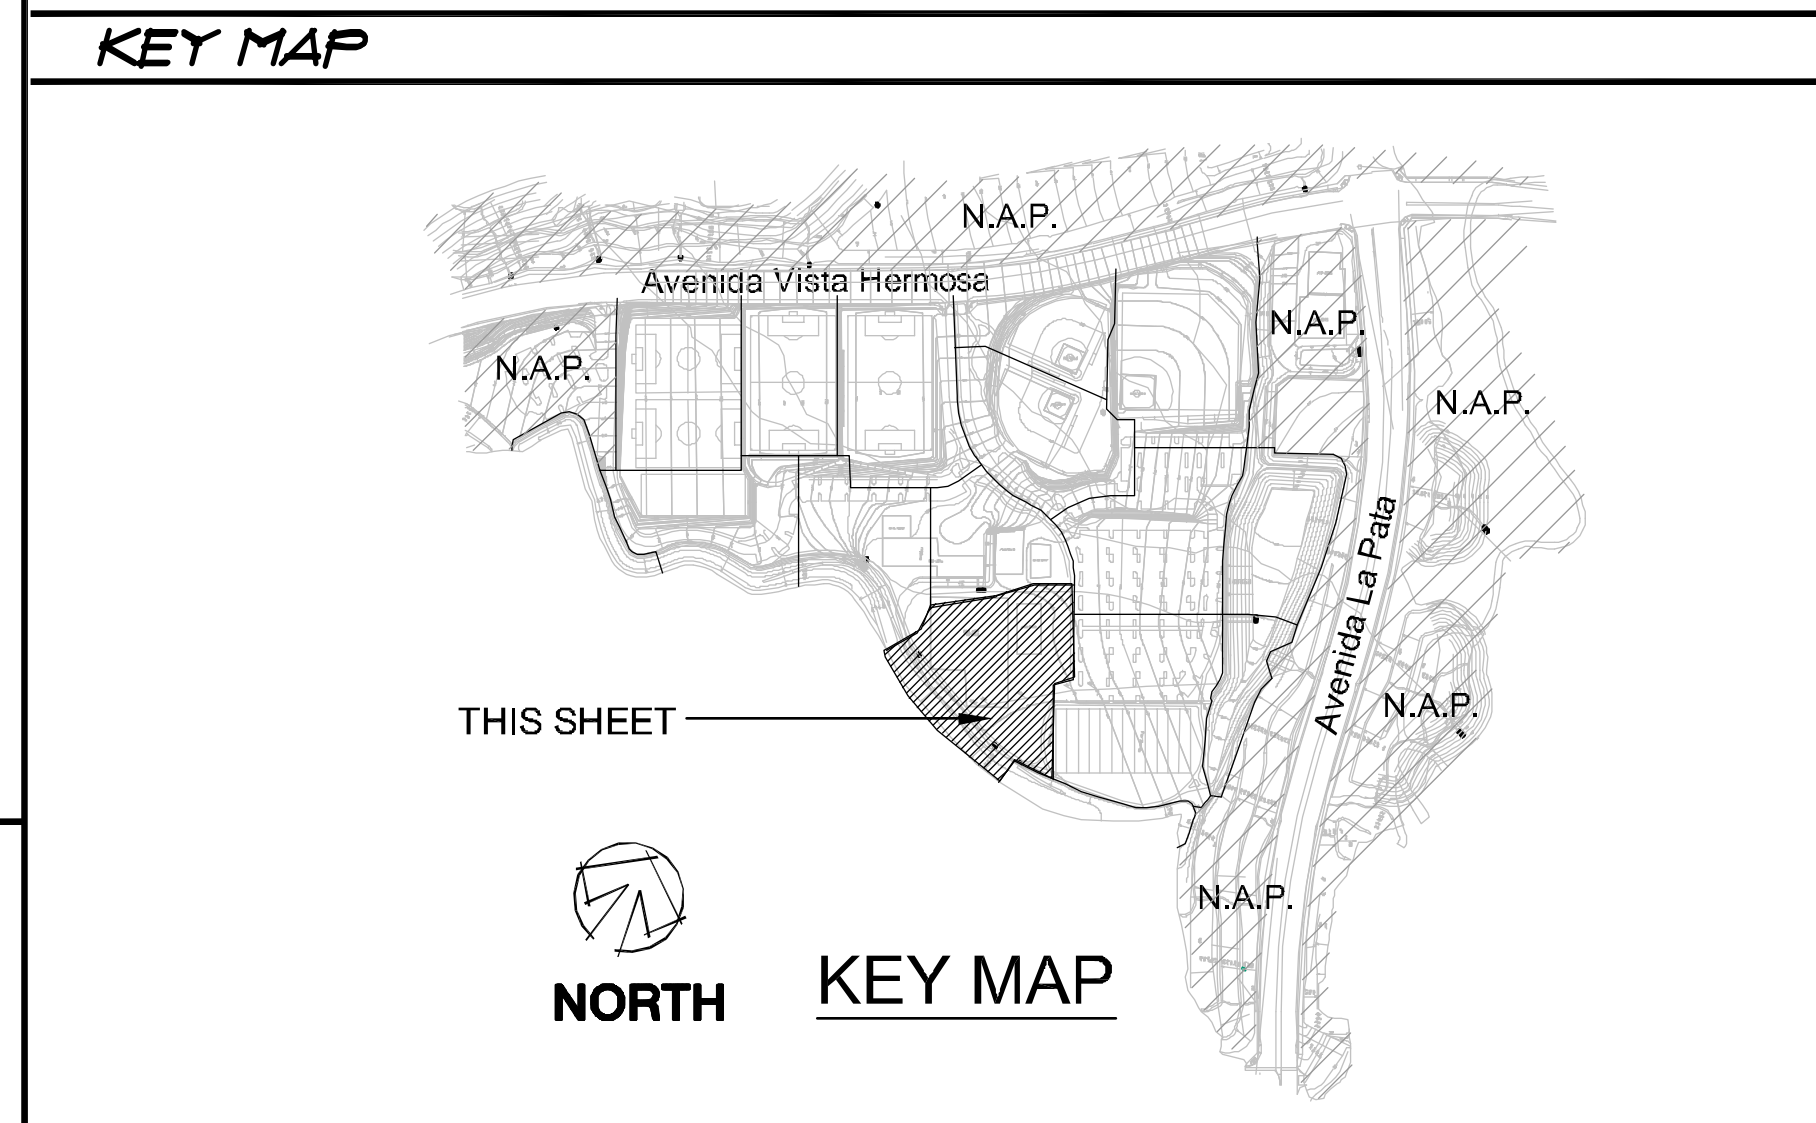 KEY MAP
N.A.P.
Avenida Vista Hermosa
N.A.P.
N.A.P.
N.A.P.
Avenida La Pata
N.A.P.
THIS SHEET
N.A.P.
NORTH
KEY MAP